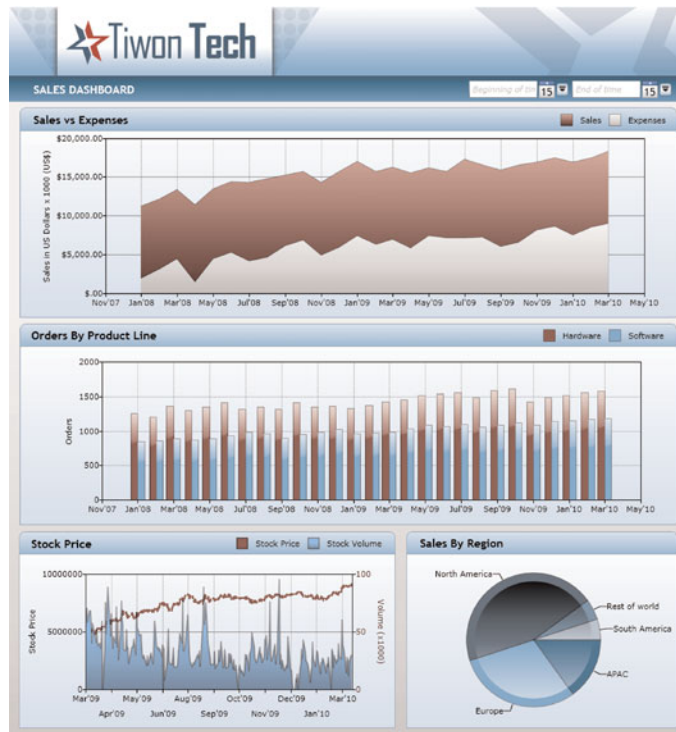 Tiwon Tech
SALES DASHBOARD
Beginning of tim 15 End of time 15
Sales vs Expenses
Sales Expenses
Sales in US Dollars x 1000 (US$)
$20,000.00
$15,000.00
$10,000.00
$5,000.00
$.00
Nov'07 Jan'08 Mar'08 May'08 Jul'08 Sep'08 Nov'08 Jan'09 Mar'09 May'09 Jul'09 Sep'09 Nov'09 Jan'10 Mar'10 May'10
Orders By Product Line
Hardware Software
Orders
2000
1500
1000
500
0
Nov'07 Jan'08 Mar'08 May'08 Jul'08 Sep'08 Nov'08 Jan'09 Mar'09 May'09 Jul'09 Sep'09 Nov'09 Jan'10 Mar'10 May'10
Stock Price
Stock Price Stock Volume
Stock Price
10000000
5000000
0
100
50
0
Volume (x1000)
Mar'09 May'09 Aug'09 Oct'09 Dec'09 Mar'10
Apr'09 Jun'09 Sep'09 Nov'09 Jan'10
Sales By Region
North America
Rest of world
South America
APAC
Europe